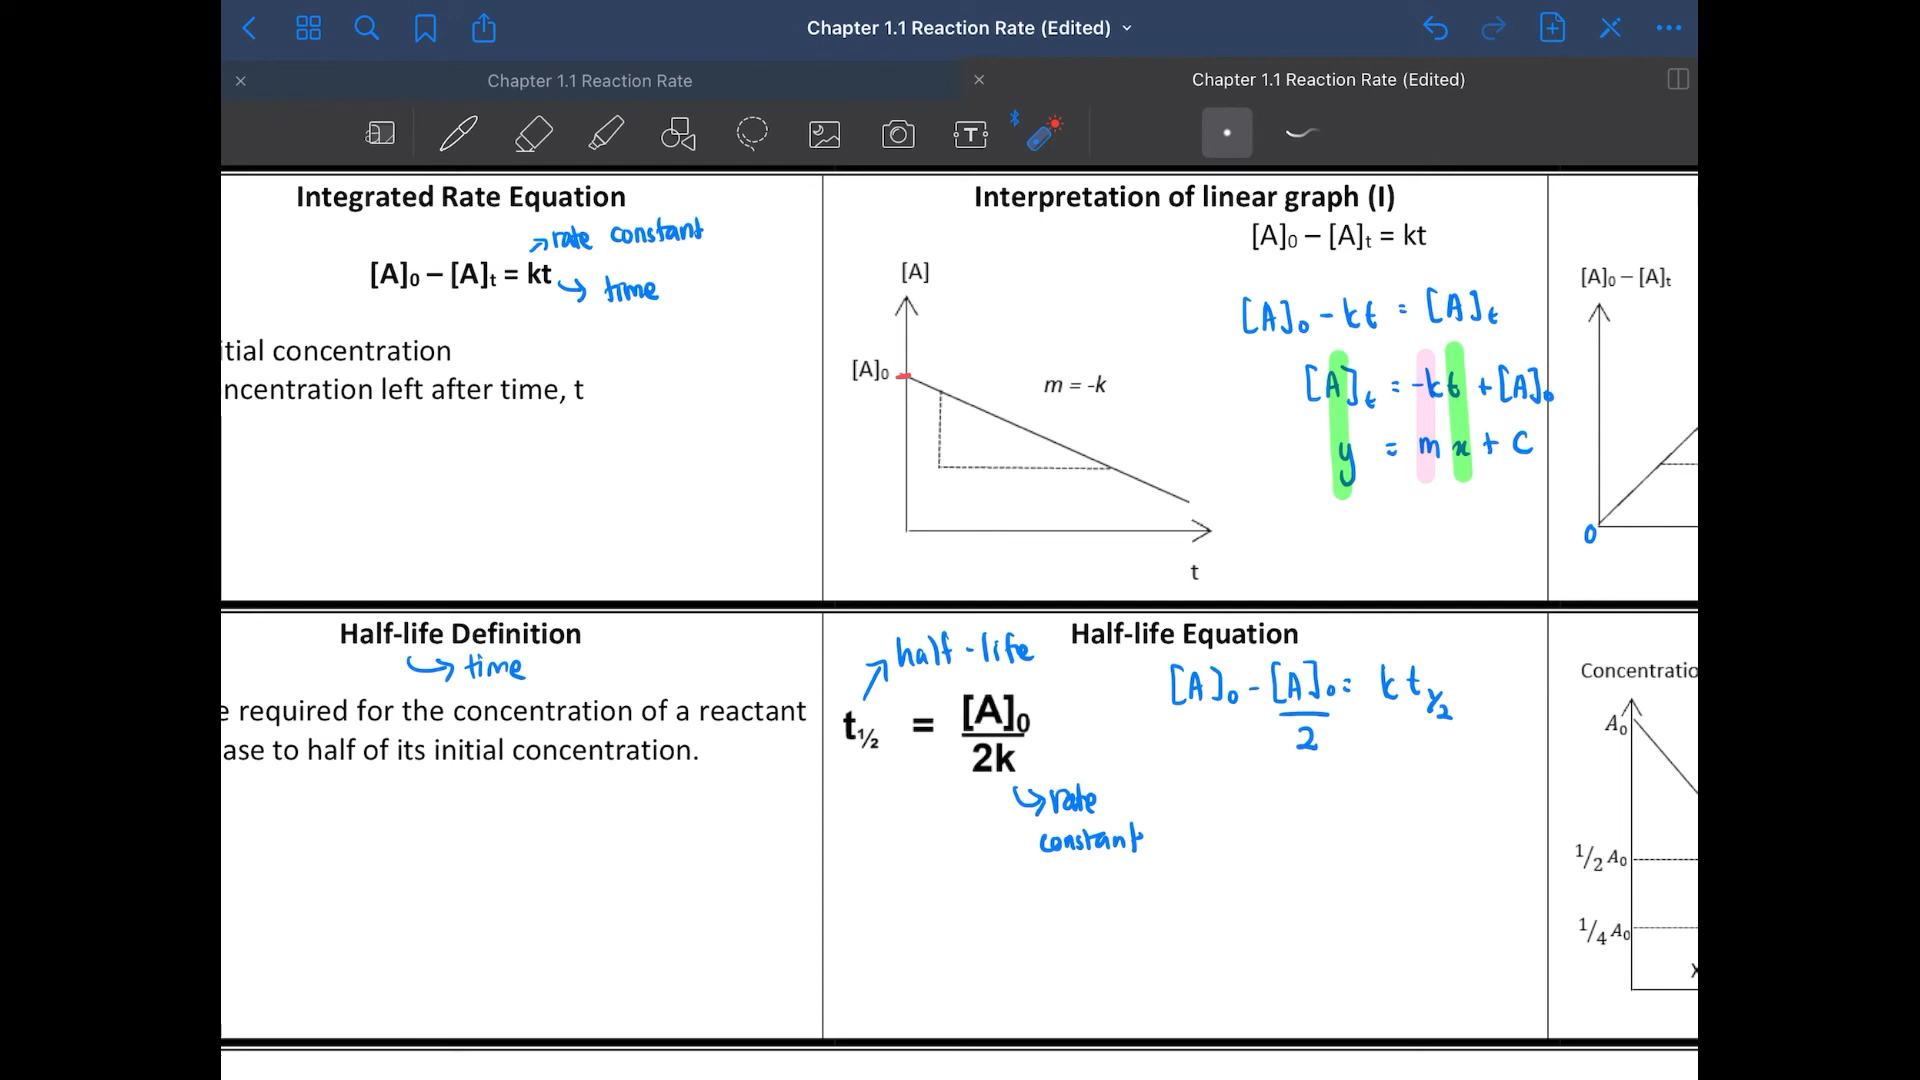 Chapter 1.1 Reaction Rate (Edited)
Chapter 1.1 Reaction Rate
Chapter 1.1 Reaction Rate (Edited)
Integrated Rate Equation
rate constant
[A]₀ – [A]ₜ = kt
time
itial concentration
ncentration left after time, t
Interpretation of linear graph (I)
[A]₀ – [A]ₜ = kt
[A]
[A]₀
m = -k
t
[A]₀ - kt = [A]ₜ
[A]ₜ = -kt + [A]₀
y = mx + c
[A]₀ – [A]ₜ
0
Half-life Definition
time
e required for the concentration of a reactant
ase to half of its initial concentration.
Half-life Equation
half-life
t½ = [A]₀
2k
rate
constant
[A]₀ - [A]₀ = k t½
2
Concentratio
A₀
1/2 A₀
1/4 A₀